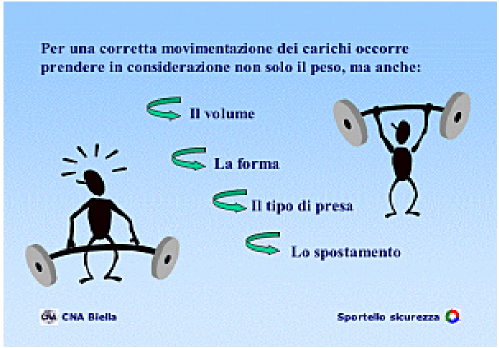 Per una corretta movimentazione dei carichi occorre
prendere in considerazione non solo il peso, ma anche:
Il volume
La forma
Il tipo di presa
Lo spostamento
CNA CNA Biella
Sportello sicurezza